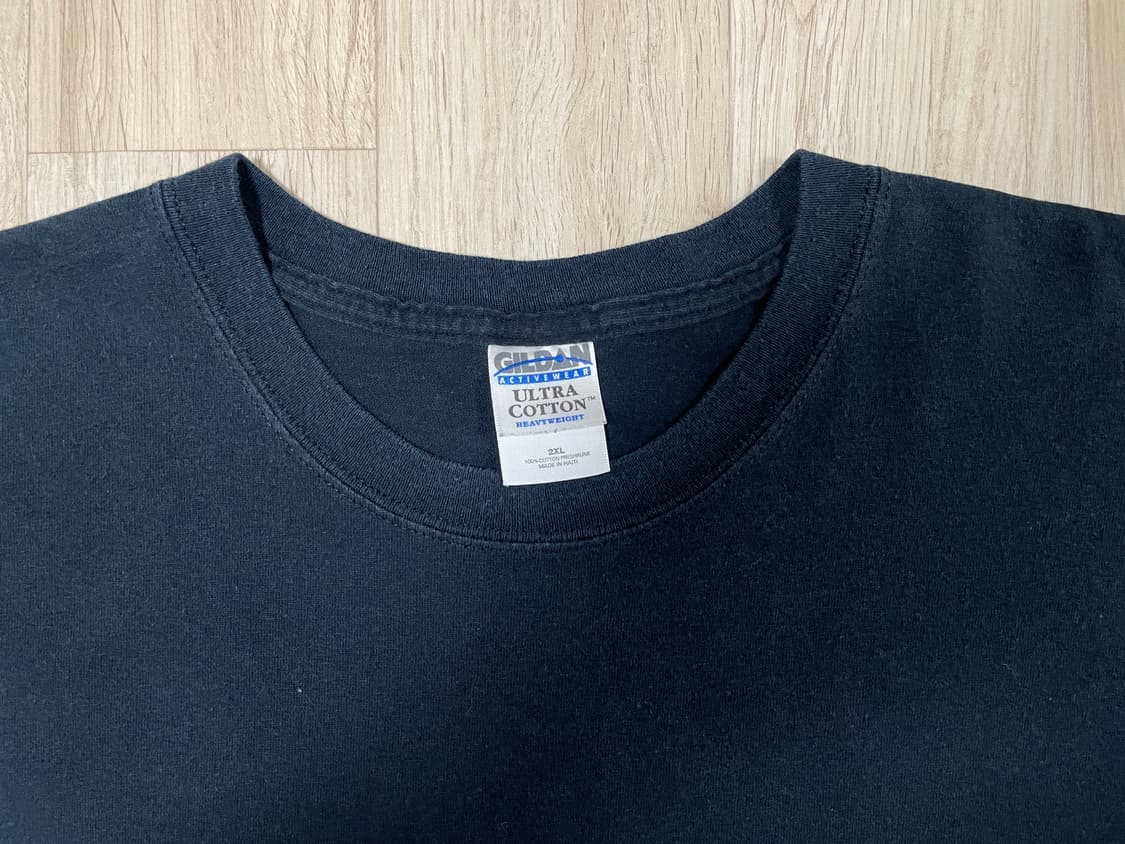 GILDAN
ACTIVEWEAR
ULTRA
COTTON™
HEAVYWEIGHT
2XL
100% COTTON PRESHRUNK
MADE IN HAITI